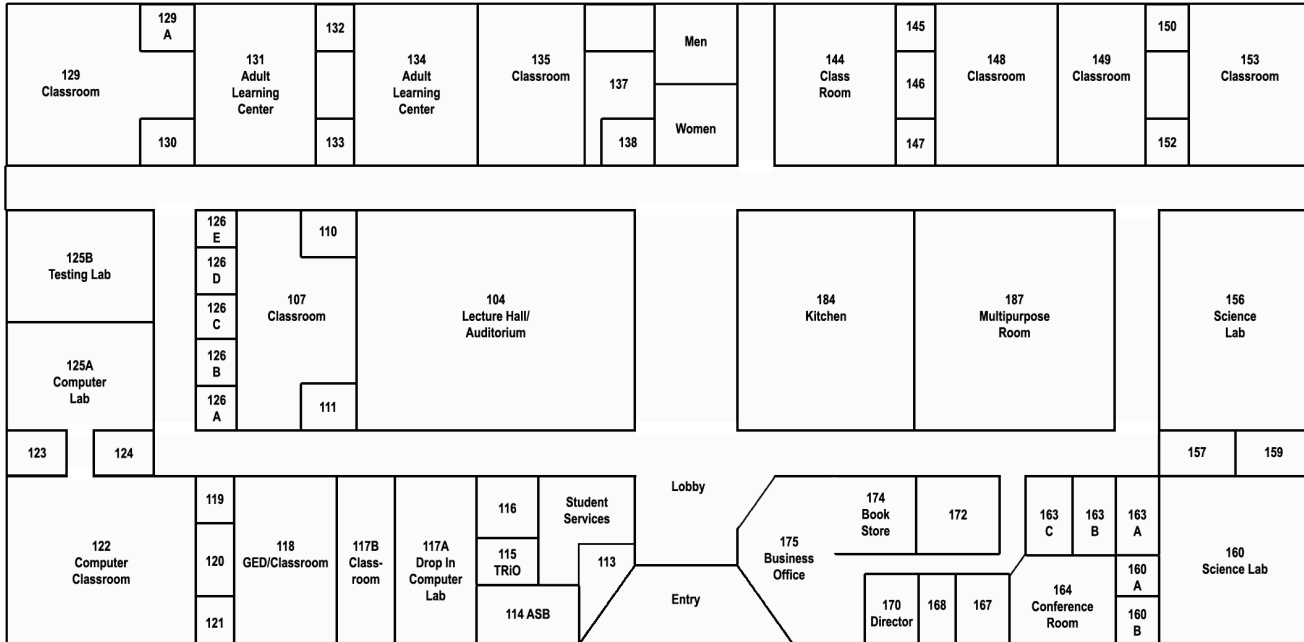 129
A
129
Classroom
130
131
Adult
Learning
Center
132
133
134
Adult
Learning
Center
135
Classroom
137
138
Men
Women
144
Class
Room
145
146
147
148
Classroom
149
Classroom
150
152
153
Classroom
125B
Testing Lab
125A
Computer
Lab
123
124
126
E
126
D
126
C
126
B
126
A
107
Classroom
110
111
104
Lecture Hall/
Auditorium
184
Kitchen
187
Multipurpose
Room
156
Science
Lab
157
159
122
Computer
Classroom
119
120
121
118
GED/Classroom
117B
Class-
room
117A
Drop In
Computer
Lab
116
115
TRiO
114 ASB
Student
Services
113
Lobby
Entry
175
Business
Office
174
Book
Store
172
170
Director
168
167
163
C
163
B
163
A
164
Conference
Room
160
A
160
B
160
Science Lab